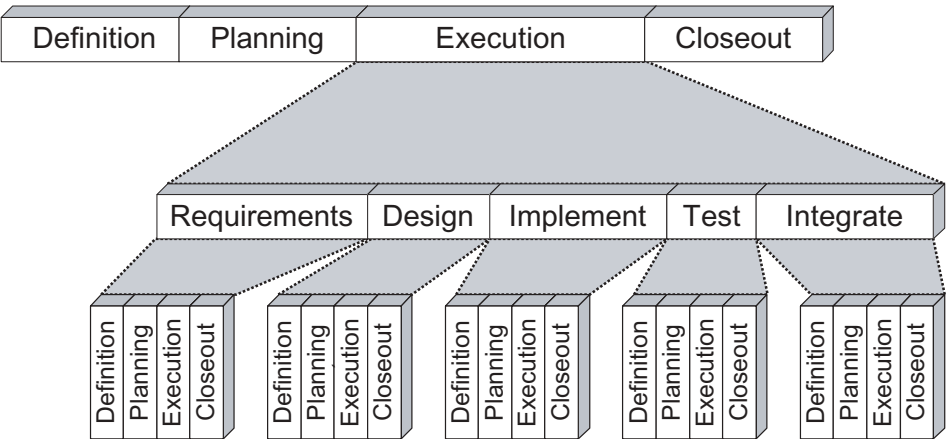 Definition Planning Execution Closeout
Requirements Design Implement Test Integrate
Definition
Planning
Execution
Closeout
Definition
Planning
Execution
Closeout
Definition
Planning
Execution
Closeout
Definition
Planning
Execution
Closeout
Definition
Planning
Execution
Closeout